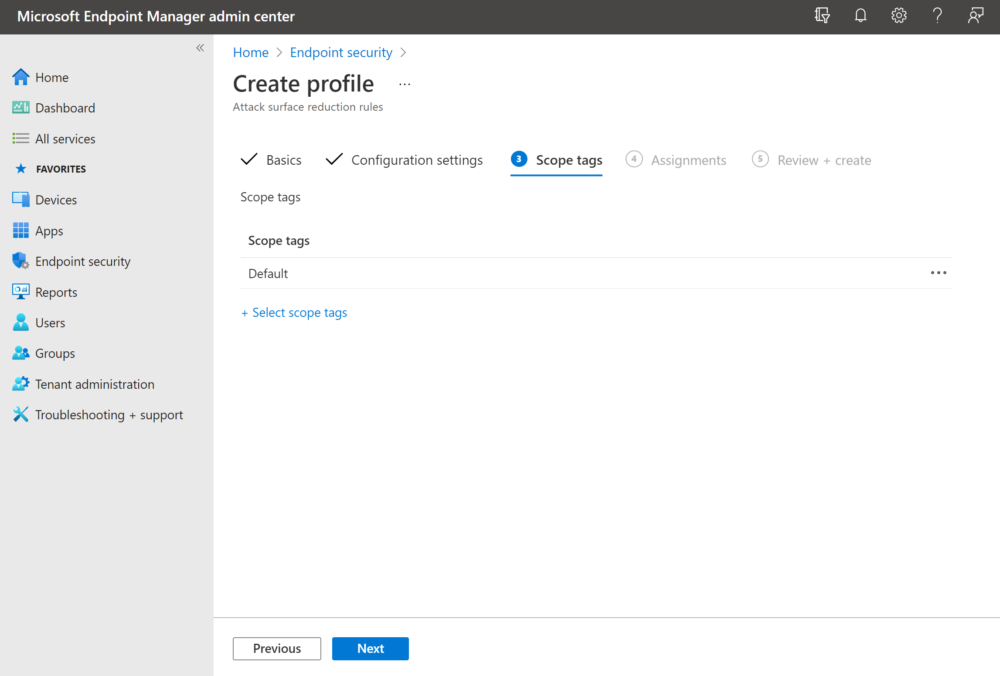 Microsoft Endpoint Manager admin center
Home
Dashboard
All services
FAVORITES
Devices
Apps
Endpoint security
Reports
Users
Groups
Tenant administration
Troubleshooting + support
Home > Endpoint security >
Create profile ...
Attack surface reduction rules
Basics Configuration settings 3 Scope tags 4 Assignments 5 Review + create
Scope tags
Scope tags
Default
+ Select scope tags
Previous Next